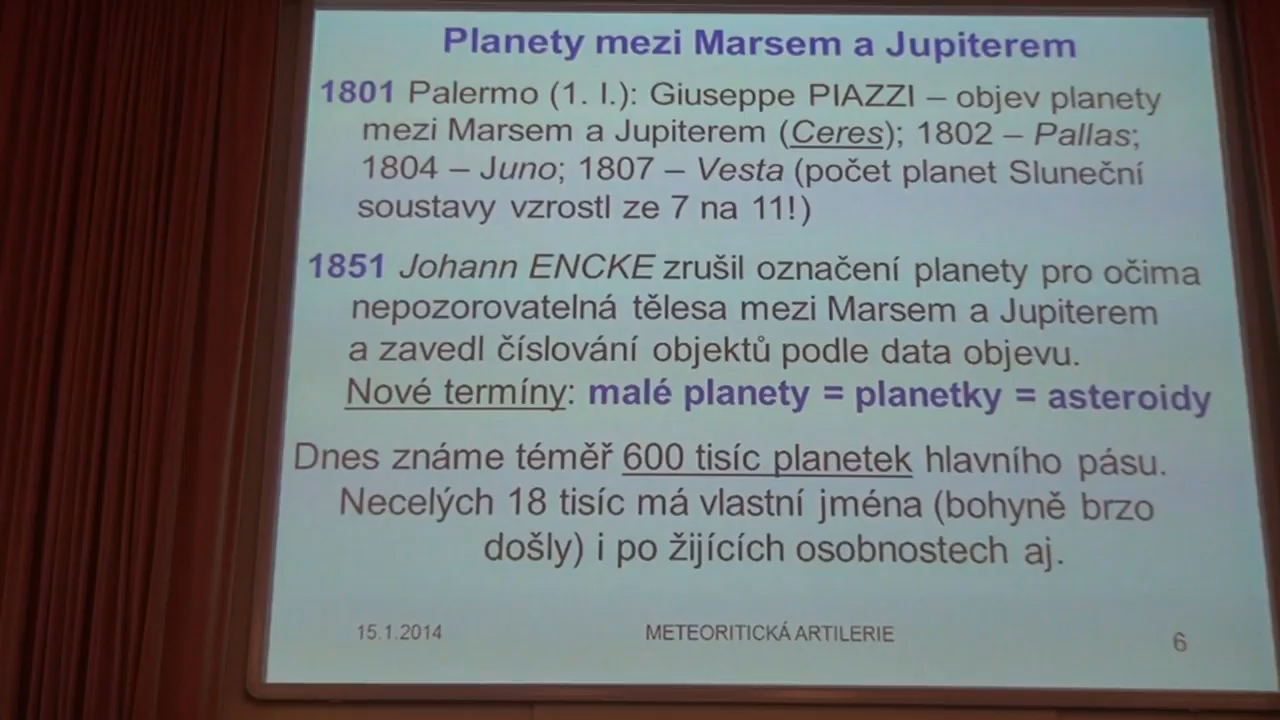 Planety mezi Marsem a Jupiterem
1801 Palermo (1. I.): Giuseppe PIAZZI – objev planety
mezi Marsem a Jupiterem (Ceres); 1802 – Pallas;
1804 – Juno; 1807 – Vesta (počet planet Sluneční
soustavy vzrostl ze 7 na 11!)
1851 Johann ENCKE zrušil označení planety pro očima
nepozorovatelná tělesa mezi Marsem a Jupiterem
a zavedl číslování objektů podle data objevu.
Nové termíny: malé planety = planetky = asteroidy
Dnes známe téměř 600 tisíc planetek hlavního pásu.
Necelých 18 tisíc má vlastní jména (bohyně brzo
došly) i po žijících osobnostech aj.
15.1.2014
METEORITICKÁ ARTILERIE
6